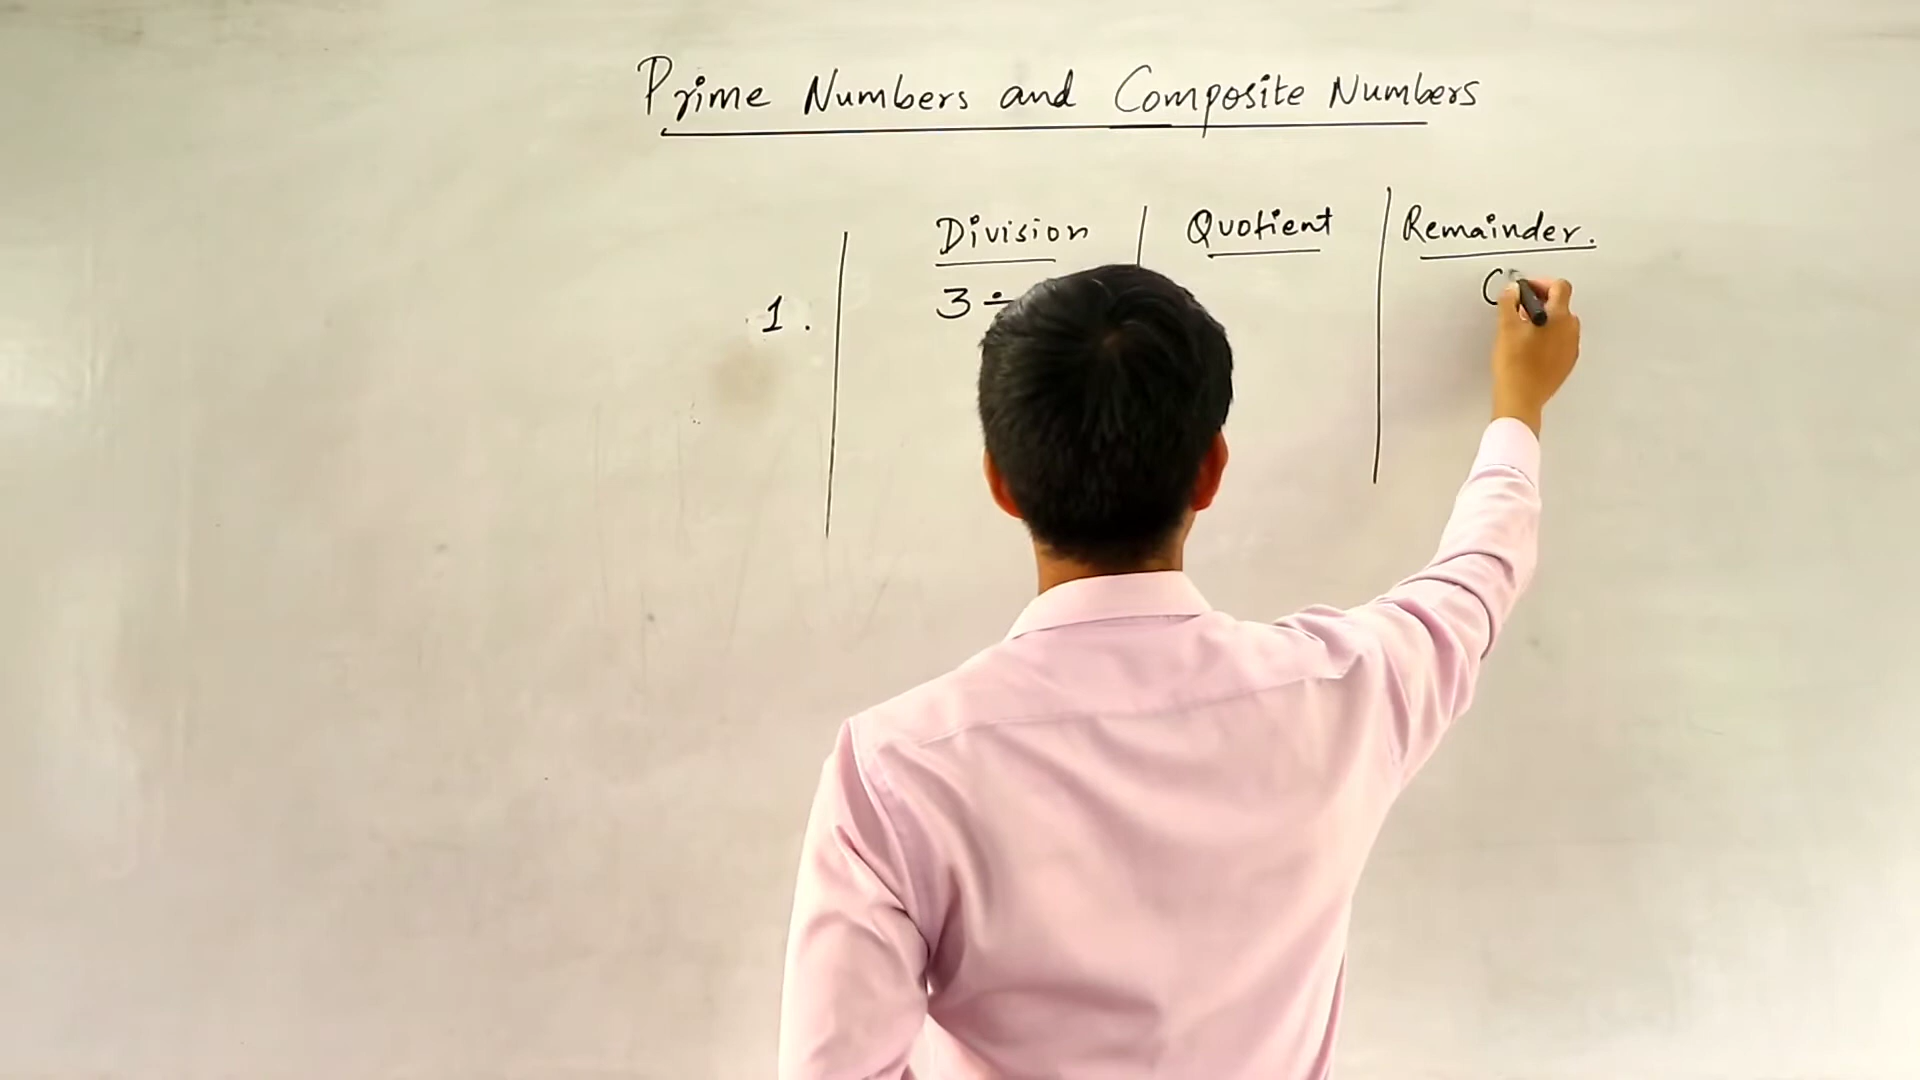 Prime Numbers and Composite Numbers
Division Quotient Remainder.
1. 3 ÷